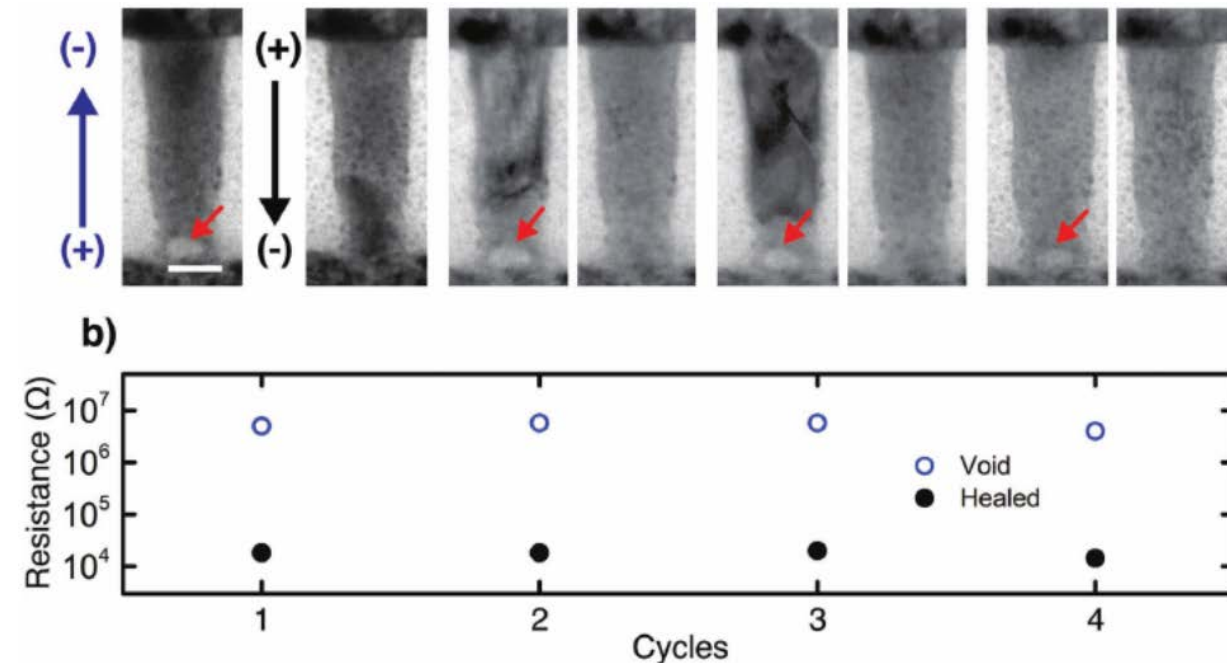 (-)
(+)
(+)
(-)
b)
Resistance (Ω)
10⁷
10⁶
10⁵
10⁴
Void
Healed
1
2
3
4
Cycles